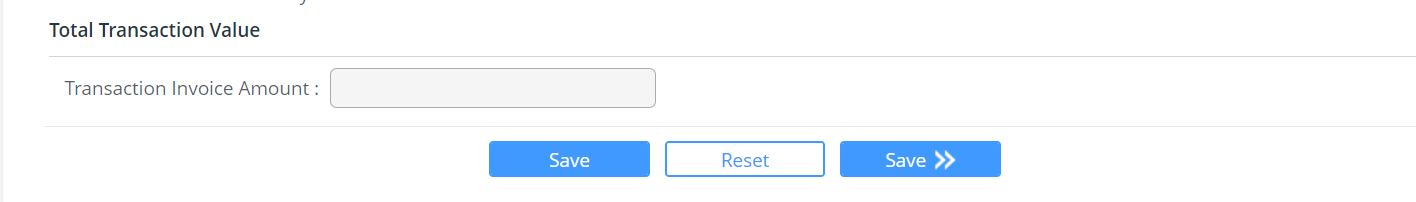 Total Transaction Value
Transaction Invoice Amount :
Save
Reset
Save